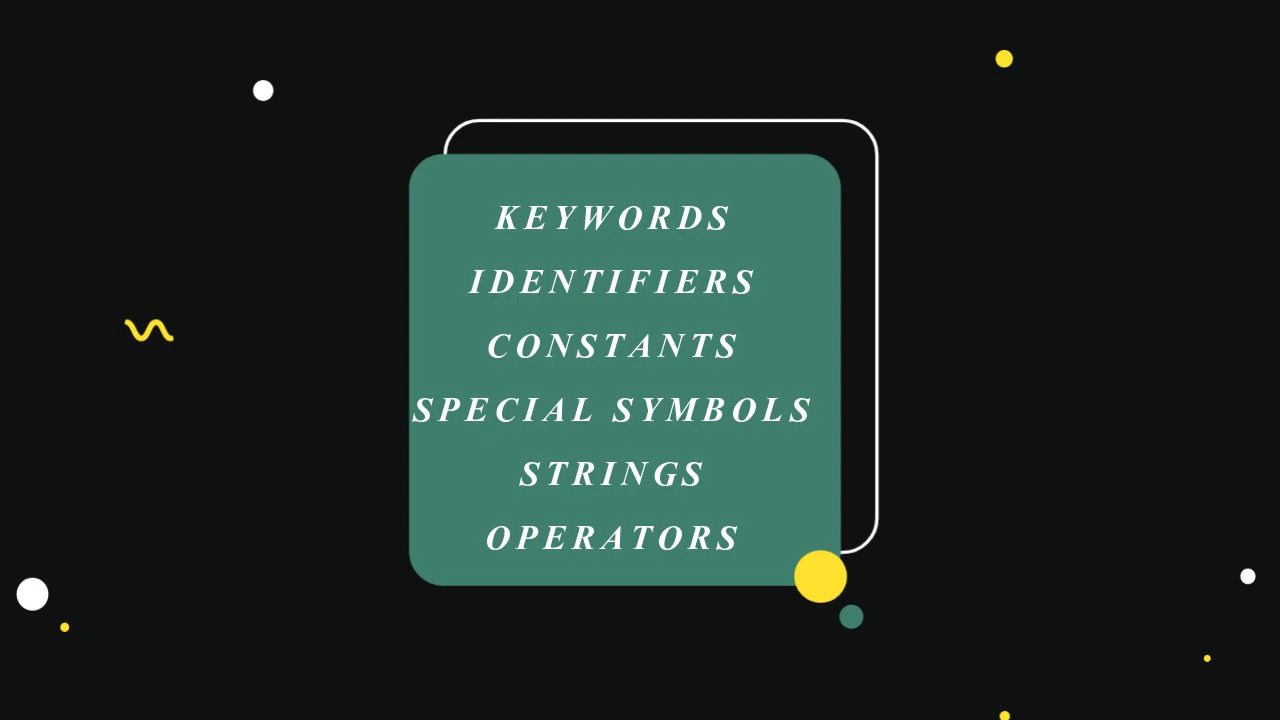 KEYWORDS
IDENTIFIERS
CONSTANTS
SPECIAL SYMBOLS
STRINGS
OPERATORS